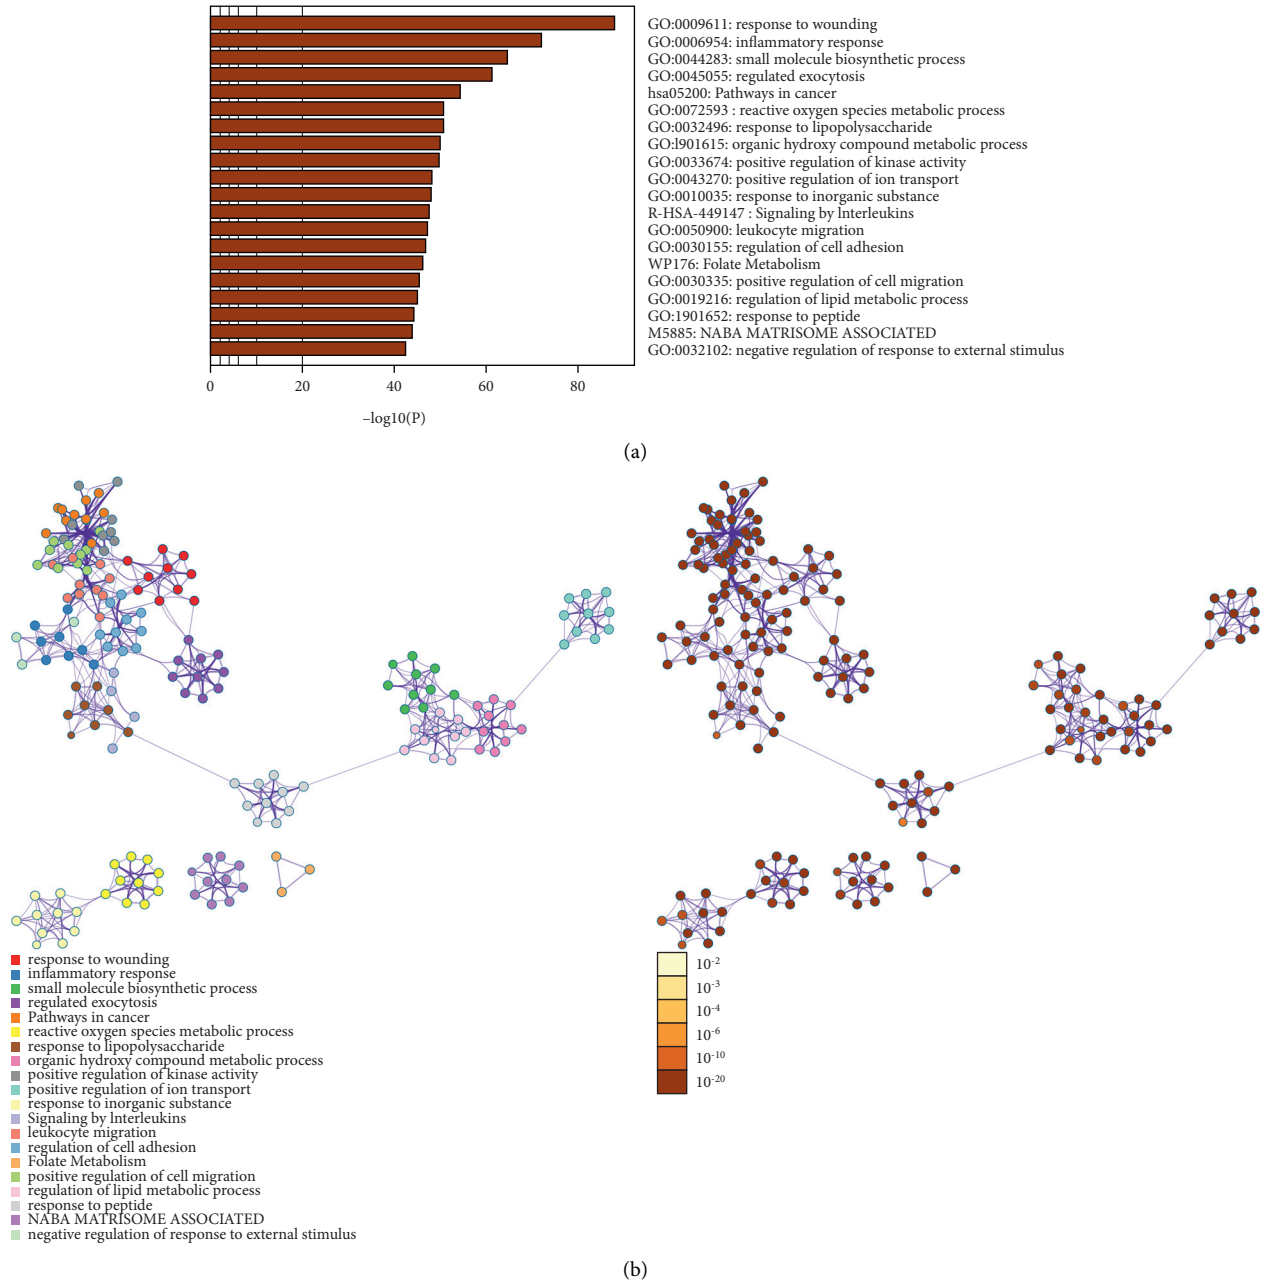 GO:0009611: response to wounding
GO:0006954: inflammatory response
GO:0044283: small molecule biosynthetic process
GO:0045055: regulated exocytosis
hsa05200: Pathways in cancer
GO:0072593 : reactive oxygen species metabolic process
GO:0032496: response to lipopolysaccharide
GO:l901615: organic hydroxy compound metabolic process
GO:0033674: positive regulation of kinase activity
GO:0043270: positive regulation of ion transport
GO:0010035: response to inorganic substance
R-HSA-449147 : Signaling by lnterleukins
GO:0050900: leukocyte migration
GO:0030155: regulation of cell adhesion
WP176: Folate Metabolism
GO:0030335: positive regulation of cell migration
GO:0019216: regulation of lipid metabolic process
GO:1901652: response to peptide
M5885: NABA MATRISOME ASSOCIATED
GO:0032102: negative regulation of response to external stimulus
0 20 40 60 80
–log10(P)
(a)
response to wounding
inflammatory response
small molecule biosynthetic process
regulated exocytosis
Pathways in cancer
reactive oxygen species metabolic process
response to lipopolysaccharide
organic hydroxy compound metabolic process
positive regulation of kinase activity
positive regulation of ion transport
response to inorganic substance
Signaling by lnterleukins
leukocyte migration
regulation of cell adhesion
Folate Metabolism
positive regulation of cell migration
regulation of lipid metabolic process
response to peptide
NABA MATRISOME ASSOCIATED
negative regulation of response to external stimulus
10-2
10-3
10-4
10-6
10-10
10-20
(b)